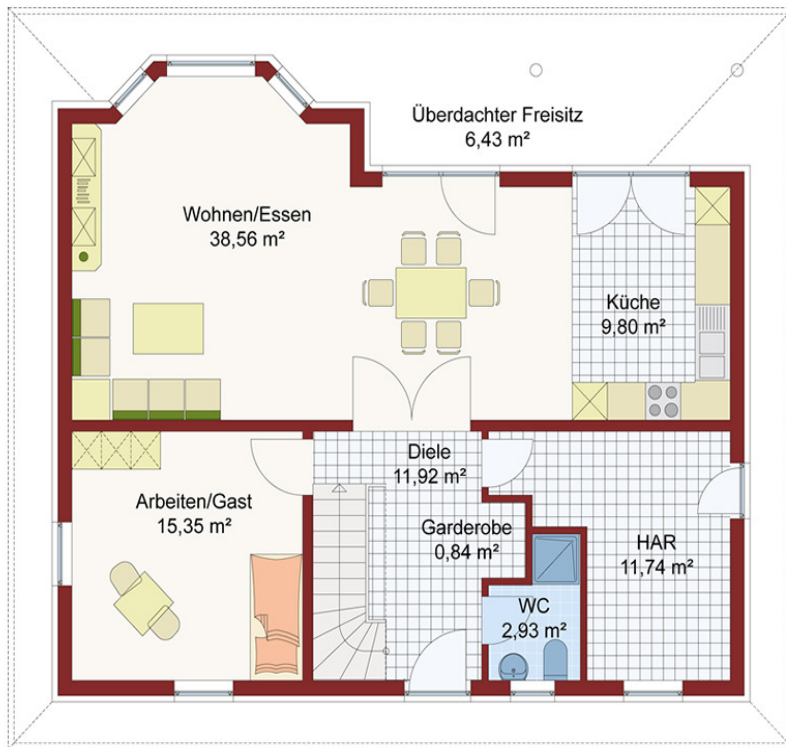 Überdachter Freisitz
6,43 m²
Wohnen/Essen
38,56 m²
Küche
9,80 m²
Diele
11,92 m²
Arbeiten/Gast
15,35 m²
Garderobe
0,84 m²
HAR
11,74 m²
WC
2,93 m²